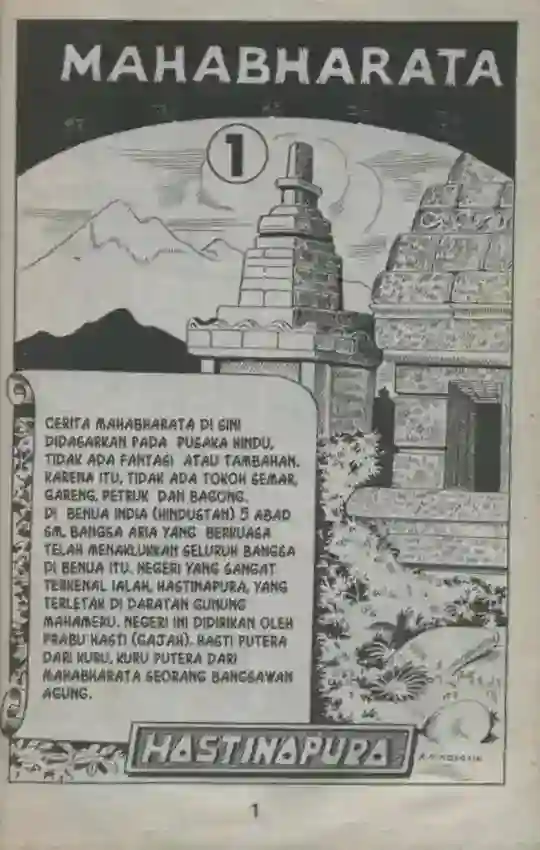 MAHABHARATA
1
CERITA MAHABHARATA DI SINI
DIDASARKAN PADA PUSAKA HINDU,
TIDAK ADA FANTASI ATAU TAMBAHAN.
KARENA ITU, TIDAK ADA TOKOH SEMAR,
GARENG, PETRUK DAN BAGONG.
DI BENUA INDIA (HINDUSTAN) 5 ABAD
SM, BANGSA ARIA YANG BERKUASA
TELAH MENAKLUKKAN SELURUH BANGSA
DI BENUA ITU. NEGERI YANG SANGAT
TERKENAL IALAH, HASTINAPURA, YANG
TERLETAK DI DARATAN GUNUNG
MAHAMERU. NEGERI INI DIDIRIKAN OLEH
PRABU HASTI (GAJAH). HASTI PUTERA
DARI KURU, KURU PUTERA DARI
MAHABHARATA SEORANG BANGSAWAN
AGUNG.
HASTINAPURA
1